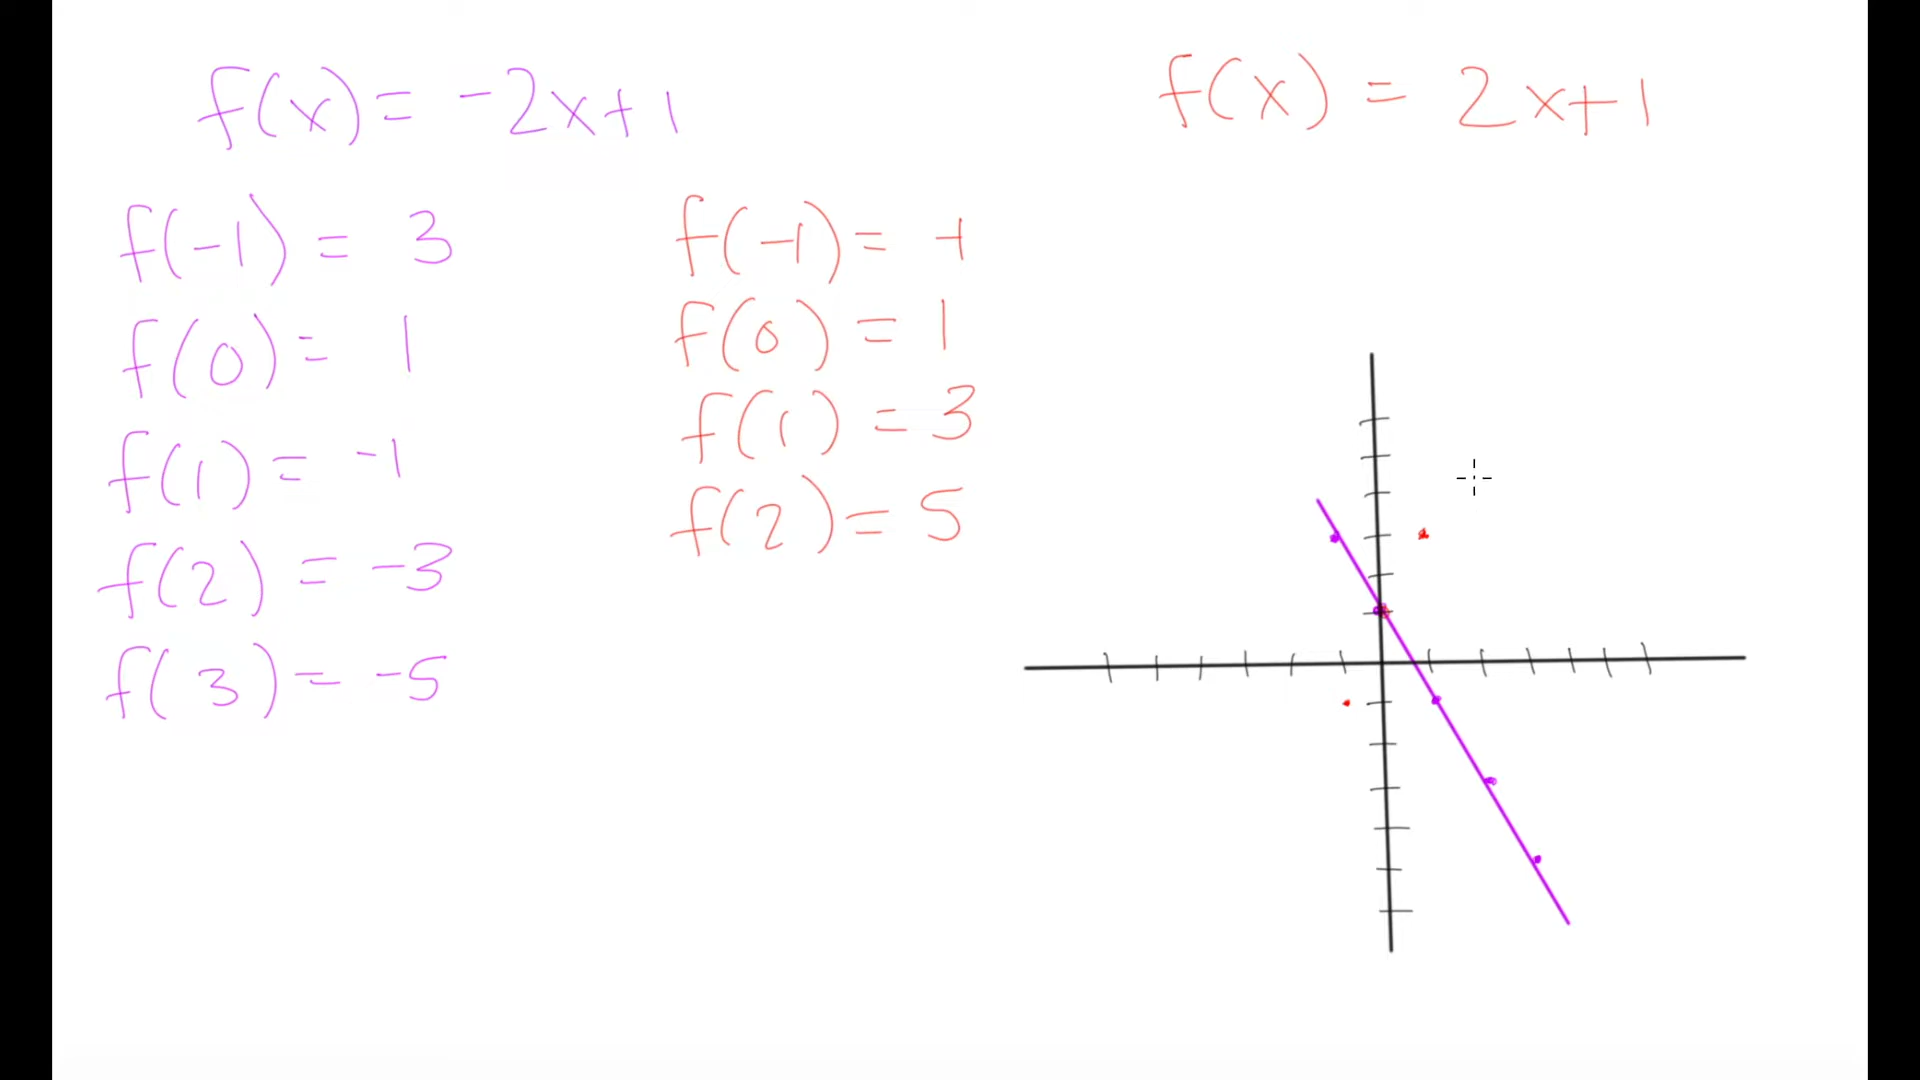 f(x) = -2x+1
f(x) = 2x+1
f(-1) = 3
f(0) = 1
f(1) = -1
f(2) = -3
f(3) = -5
f(-1) = -1
f(0) = 1
f(1) = 3
f(2) = 5